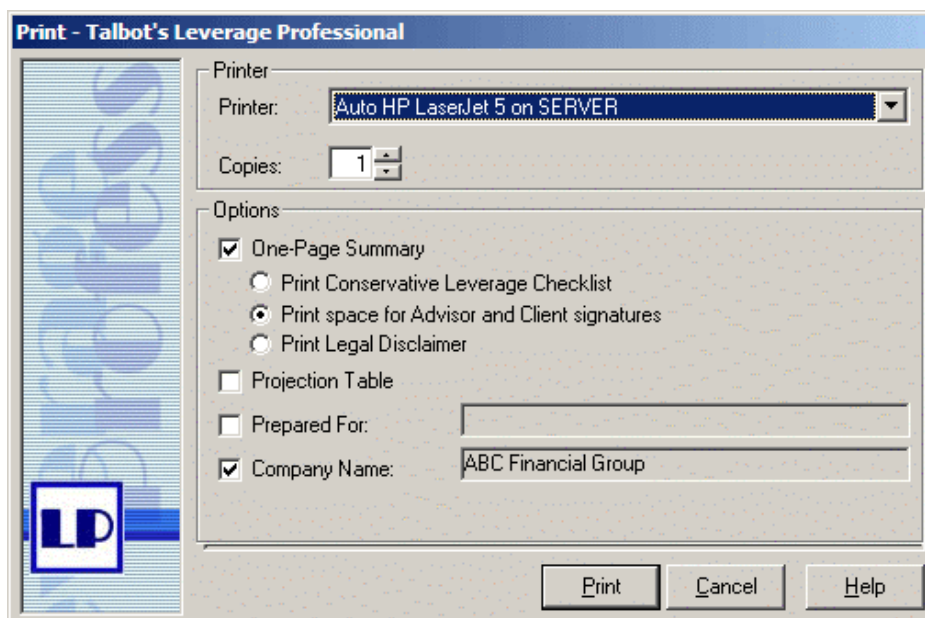 Print - Talbot's Leverage Professional
Printer
Printer: Auto HP LaserJet 5 on SERVER
Copies: 1
Options
One-Page Summary
Print Conservative Leverage Checklist
Print space for Advisor and Client signatures
Print Legal Disclaimer
Projection Table
Prepared For:
Company Name: ABC Financial Group
LP
Print Cancel Help